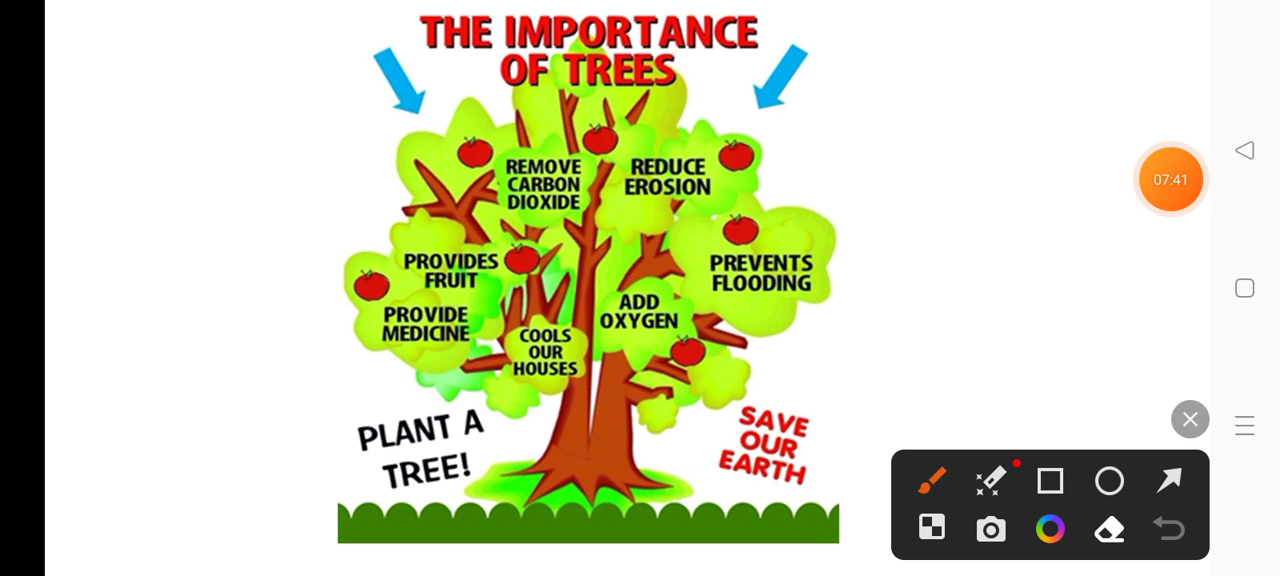 THE IMPORTANCE
OF TREES
REMOVE
CARBON
DIOXIDE
REDUCE
EROSION
PROVIDES
FRUIT
PREVENTS
FLOODING
PROVIDE
MEDICINE
ADD
OXYGEN
COOLS
OUR
HOUSES
PLANT A
TREE!
SAVE
OUR
EARTH
07:41